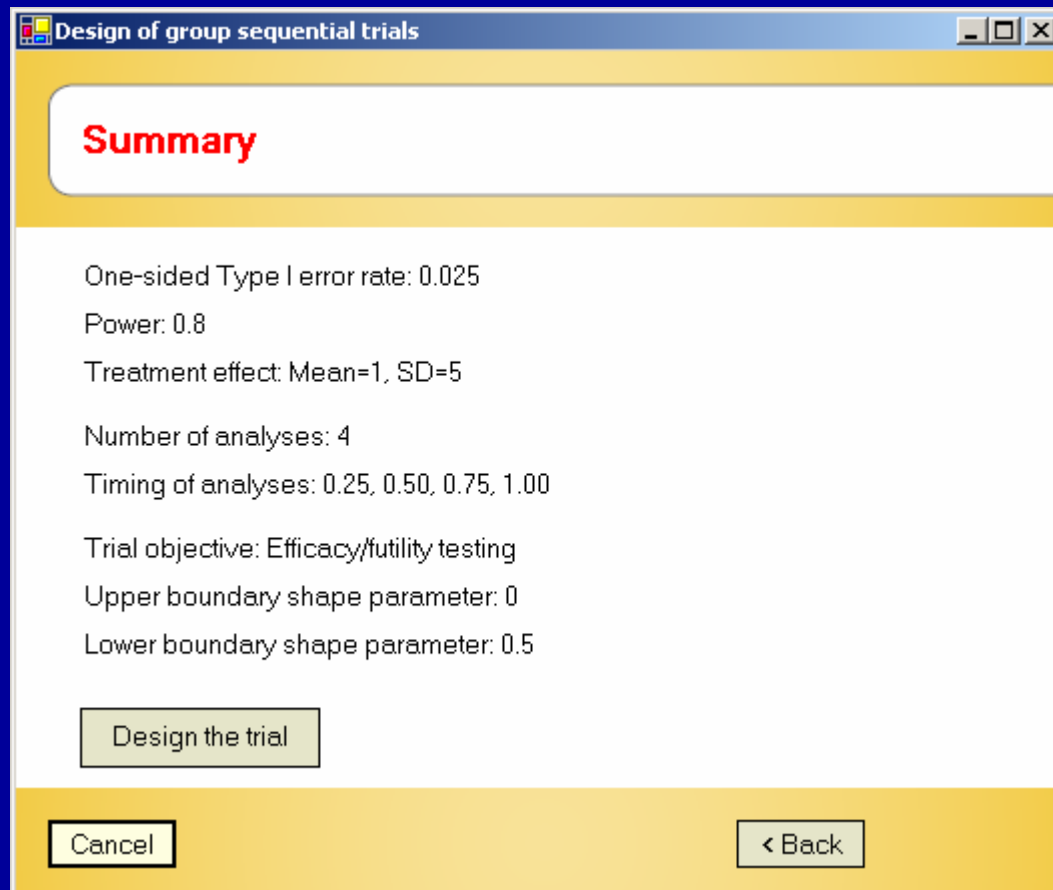 Design of group sequential trials
Summary
One-sided Type I error rate: 0.025
Power: 0.8
Treatment effect: Mean=1, SD=5
Number of analyses: 4
Timing of analyses: 0.25, 0.50, 0.75, 1.00
Trial objective: Efficacy/futility testing
Upper boundary shape parameter: 0
Lower boundary shape parameter: 0.5
Design the trial
Cancel
< Back